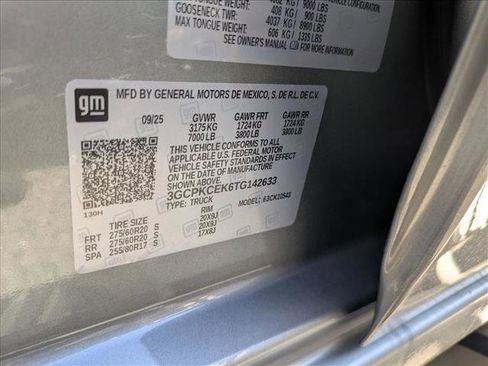 9000 LBS
408 KG / 900 LBS
GOOSENECK TWR:
4037 KG / 8900 LBS
MAX TONGUE WEIGHT:
606 KG / 1335 LBS
SEE OWNER'S MANUAL
gm
MFD BY GENERAL MOTORS DE MEXICO, S. DE R.L. DE C.V.
09/25 GVWR GAWR FRT GAWR RR
3175 KG 1724 KG 1724 KG
7000 LB 3800 LB 3800 LB
THIS VEHICLE CONFORMS TO ALL
APPLICABLE U.S. FEDERAL MOTOR
VEHICLE SAFETY STANDARDS IN EFFECT
ON THE DATE OF MANUFACTURE SHOWN ABOVE.
3GCPKCEK6TG142633
TYPE: TRUCK MODEL: 63CK10543
130H
TIRE SIZE RIM
FRT 275/60R20 S 20X9J
RR 275/60R20 S 20X9J
SPA 255/80R17 S 17X8J